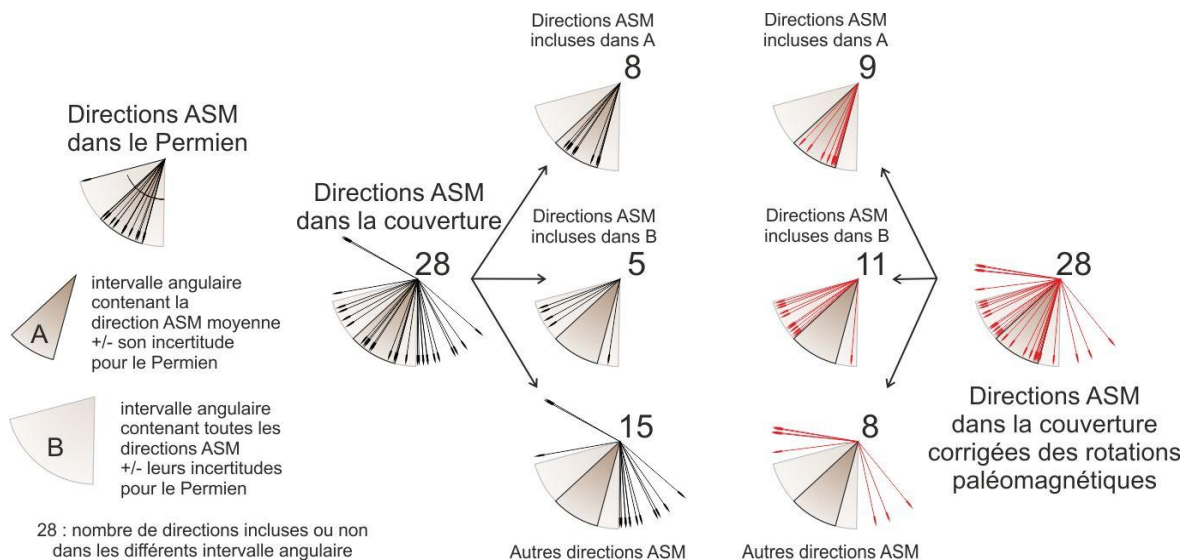 Directions ASM
dans le Permien
A
intervalle angulaire
contenant la
direction ASM moyenne
+/- son incertitude
pour le Permien
B
intervalle angulaire
contenant toutes les
directions ASM
+/- leurs incertitudes
pour le Permien
28 : nombre de directions incluses ou non
dans les différents intervalle angulaire
Directions ASM
dans la couverture
28
Directions ASM
incluses dans A
8
Directions ASM
incluses dans B
5
15
Autres directions ASM
Directions ASM
incluses dans A
9
Directions ASM
incluses dans B
11
8
Autres directions ASM
28
Directions ASM
dans la couverture
corrigées des rotations
paléomagnétiques